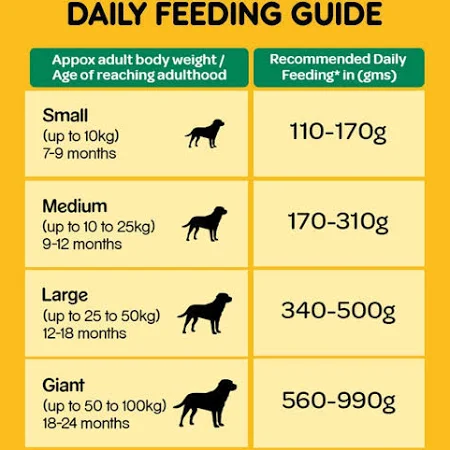 DAILY FEEDING GUIDE
Appox adult body weight /
Age of reaching adulthood
Recommended Daily
Feeding* in (gms)
Small
(up to 10kg)
7-9 months
110-170g
Medium
(up to 10 to 25kg)
9-12 months
170-310g
Large
(up to 25 to 50kg)
12-18 months
340-500g
Giant
(up to 50 to 100kg)
18-24 months
560-990g